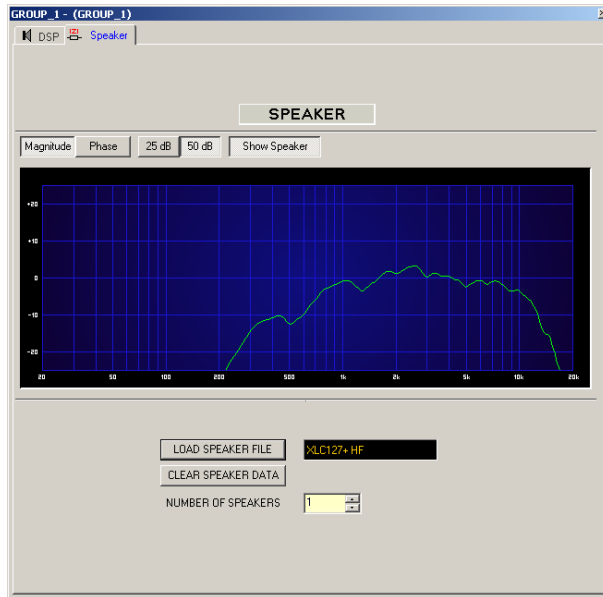 GROUP_1 - (GROUP_1)
DSP Speaker
SPEAKER
Magnitude Phase 25 dB 50 dB Show Speaker
+20
+10
0
-10
-20
20 50 100 200 500 1k 2k 5k 10k 20k
LOAD SPEAKER FILE XLC127+ HF
CLEAR SPEAKER DATA
NUMBER OF SPEAKERS 1